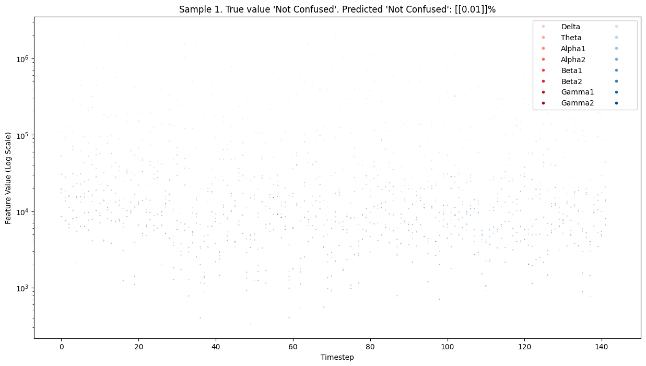 Sample 1. True value 'Not Confused'. Predicted 'Not Confused': [[0.01]]%
Delta
Theta
Alpha1
Alpha2
Beta1
Beta2
Gamma1
Gamma2
10⁶
10⁵
10⁴
10³
Feature Value (Log Scale)
0 20 40 60 80 100 120 140
Timestep